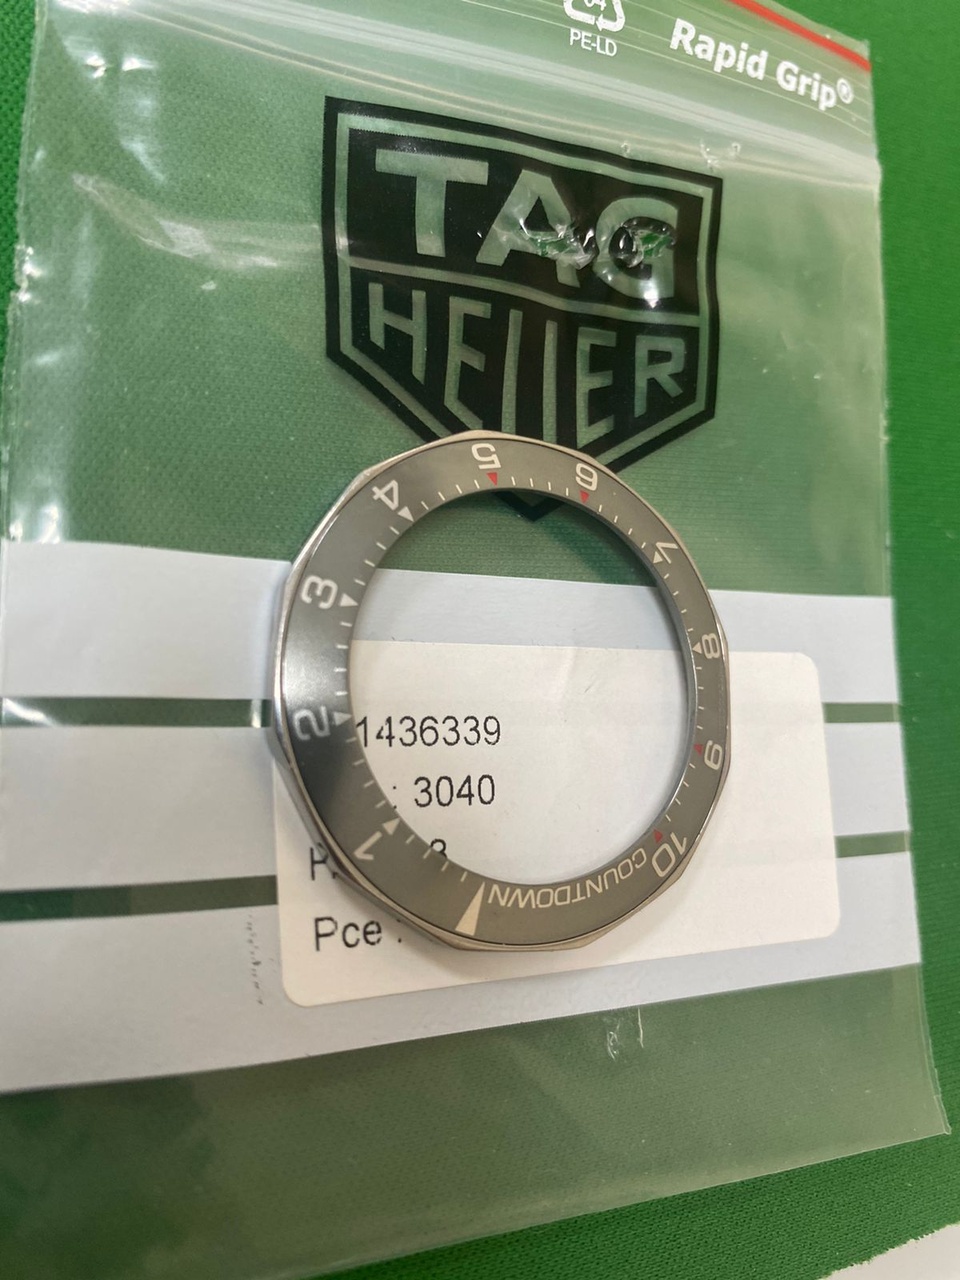 04
PE-LD
Rapid Grip®
TAG
HEUER
5
6
4
7
3
8
2
9
1
10
COUNTDOWN
1436339
: 3040
Pce :